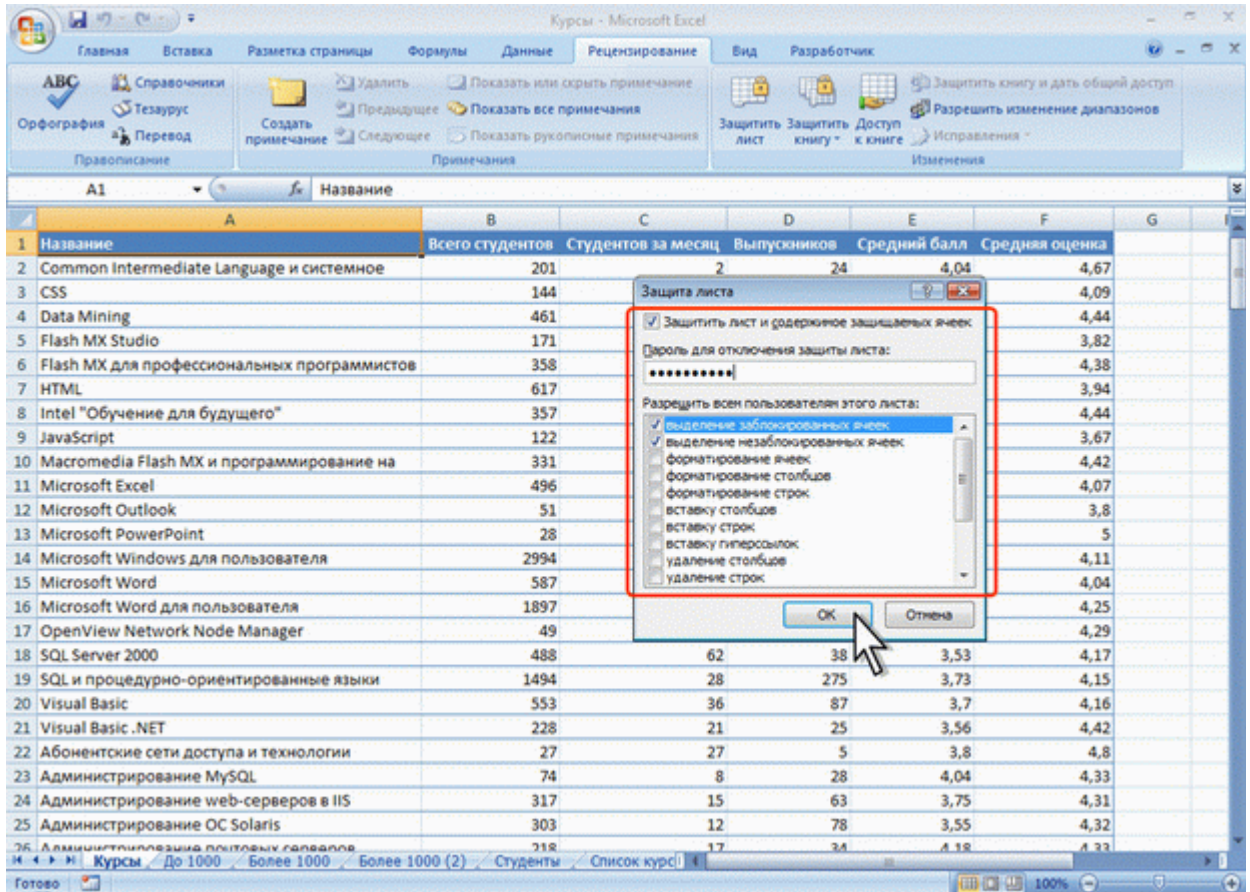 Курсы - Microsoft Excel
Главная Вставка Разметка страницы Формулы Данные Рецензирование Вид Разработчик
ABC Орфография
Справочники
Тезаурус
Перевод
Правописание
Создать примечание
Удалить
Предыдущее
Следующее
Показать или скрыть примечание
Показать все примечания
Показать рукописные примечания
Примечания
Защитить лист
Защитить книгу
Доступ к книге
Защитить книгу и дать общий доступ
Разрешить изменение диапазонов
Исправления
Изменения
A1 fx Название
A B C D E F G
1 Название Всего студентов Студентов за месяц Выпускников Средний балл Средняя оценка
2 Common Intermediate Language и системное 201 2 24 4,04 4,67
3 CSS 144 4,09
4 Data Mining 461 4,44
5 Flash MX Studio 171 3,82
6 Flash MX для профессиональных программистов 358 4,38
7 HTML 617 3,94
8 Intel "Обучение для будущего" 357 4,44
9 JavaScript 122 3,67
10 Macromedia Flash MX и программирование на 331 4,42
11 Microsoft Excel 496 4,07
12 Microsoft Outlook 51 3,8
13 Microsoft PowerPoint 28 5
14 Microsoft Windows для пользователя 2994 4,11
15 Microsoft Word 587 4,04
16 Microsoft Word для пользователя 1897 4,25
17 OpenView Network Node Manager 49 4,29
18 SQL Server 2000 488 62 38 3,53 4,17
19 SQL и процедурно-ориентированные языки 1494 28 275 3,73 4,15
20 Visual Basic 553 36 87 3,7 4,16
21 Visual Basic .NET 228 21 25 3,56 4,42
22 Абонентские сети доступа и технологии 27 27 5 3,8 4,8
23 Администрирование MySQL 74 8 28 4,04 4,33
24 Администрирование web-серверов в IIS 317 15 63 3,75 4,31
25 Администрирование ОС Solaris 303 12 78 3,55 4,32
26 Администрирование почтовых серверов 218 17 34 4,18 4,33
Защита листа
Защитить лист и содержимое защищаемых ячеек
Пароль для отключения защиты листа:
Разрешить всем пользователям этого листа:
выделение заблокированных ячеек
выделение незаблокированных ячеек
форматирование ячеек
форматирование столбцов
форматирование строк
вставку столбцов
вставку строк
вставку гиперссылок
удаление столбцов
удаление строк
OK Отмена
Курсы До 1000 Более 1000 Более 1000 (2) Студенты Список курс
Готово 100%